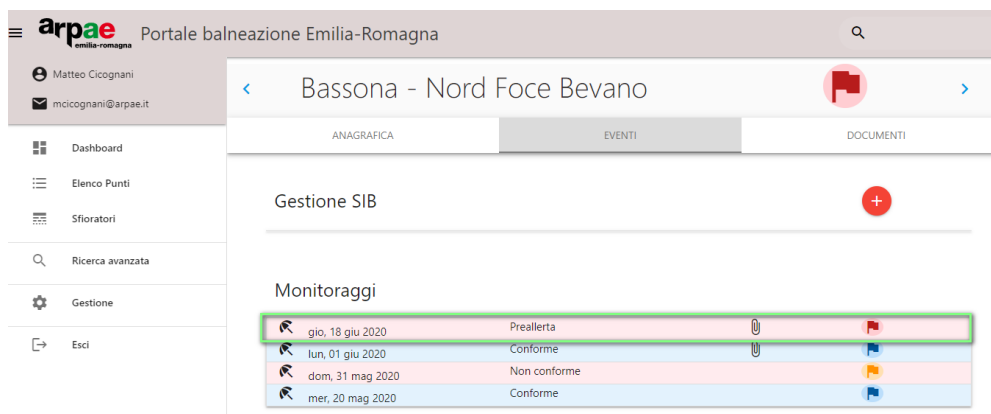 arpae
emilia-romagna
Portale balneazione Emilia-Romagna
Matteo Cicognani
mcicognani@arpae.it
Dashboard
Elenco Punti
Sfioratori
Ricerca avanzata
Gestione
Esci
Bassona - Nord Foce Bevano
ANAGRAFICA EVENTI DOCUMENTI
Gestione SIB
Monitoraggi
gio, 18 giu 2020 Preallerta
lun, 01 giu 2020 Conforme
dom, 31 mag 2020 Non conforme
mer, 20 mag 2020 Conforme